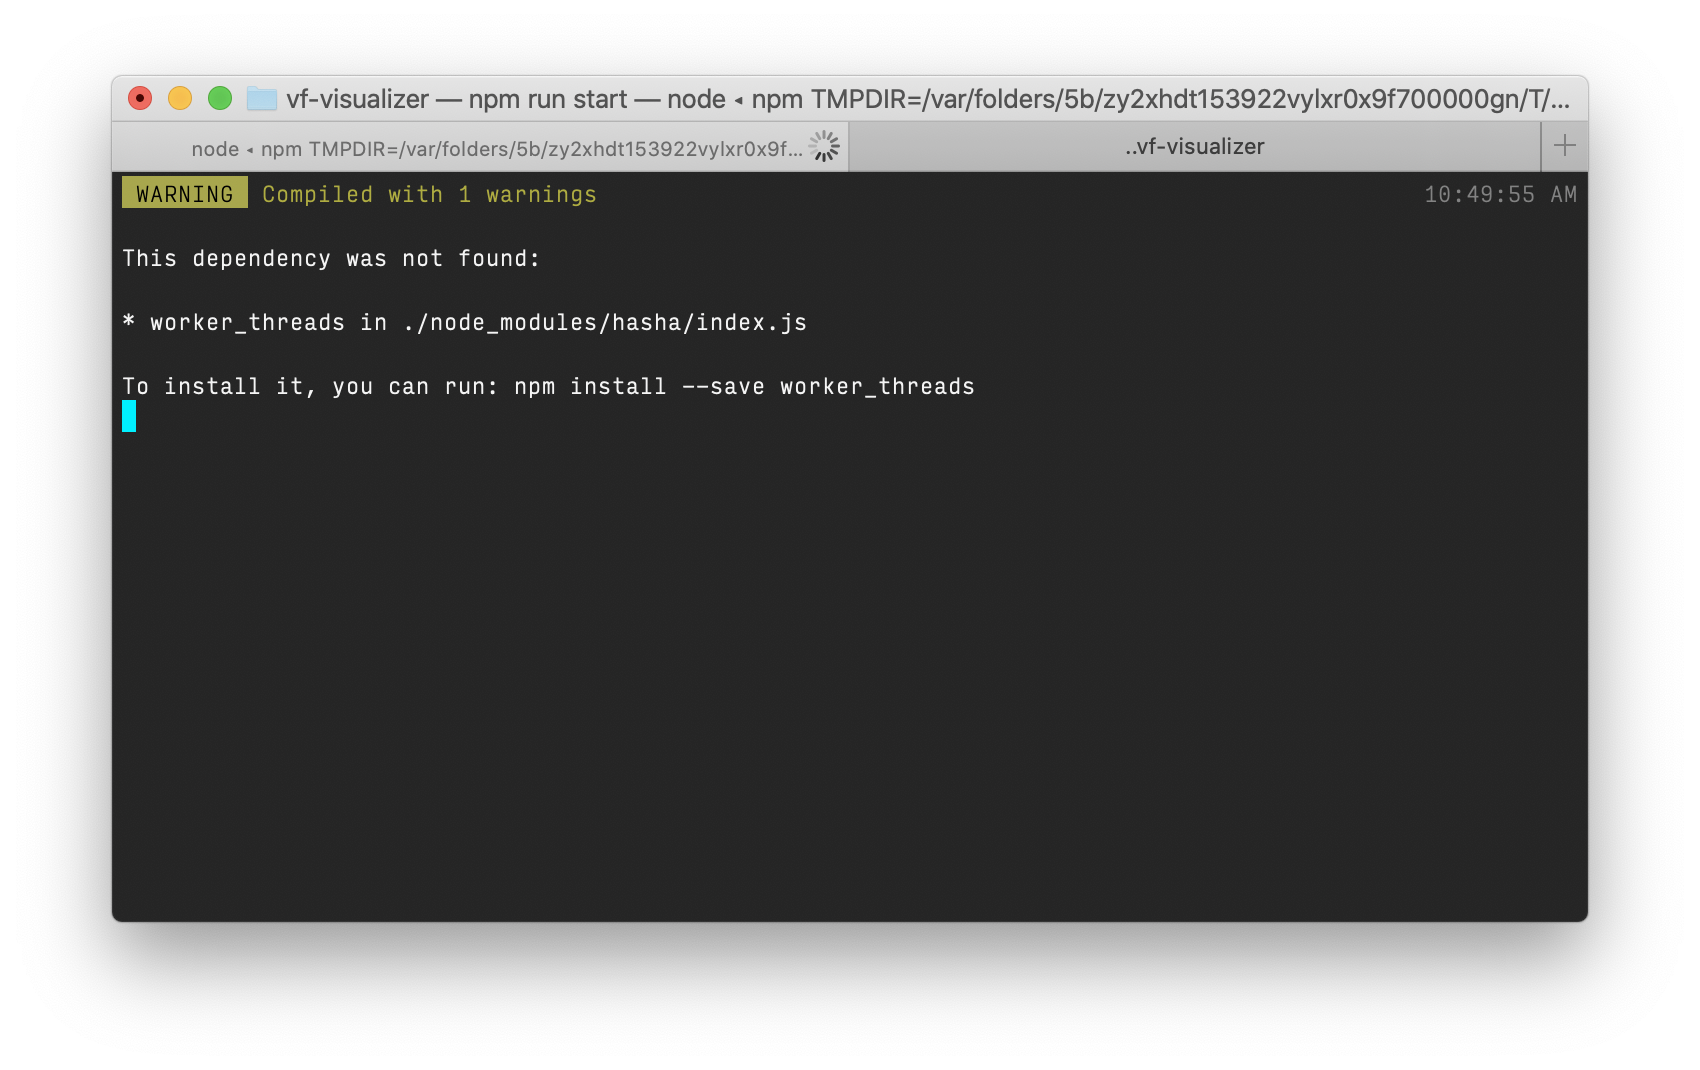 vf-visualizer — npm run start — node ◂ npm TMPDIR=/var/folders/5b/zy2xhdt153922vylxr0x9f700000gn/T/...
node ◂ npm TMPDIR=/var/folders/5b/zy2xhdt153922vylxr0x9f...
..vf-visualizer
WARNING Compiled with 1 warnings 10:49:55 AM
This dependency was not found:
* worker_threads in ./node_modules/hasha/index.js
To install it, you can run: npm install --save worker_threads